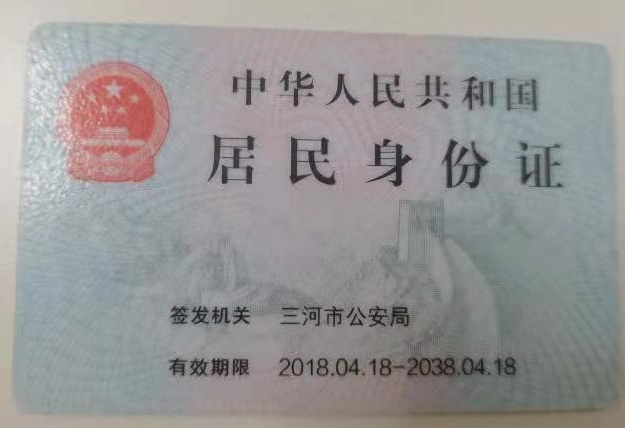 中华人民共和国
居民身份证
签发机关 三河市公安局
有效期限 2018.04.18-2038.04.18